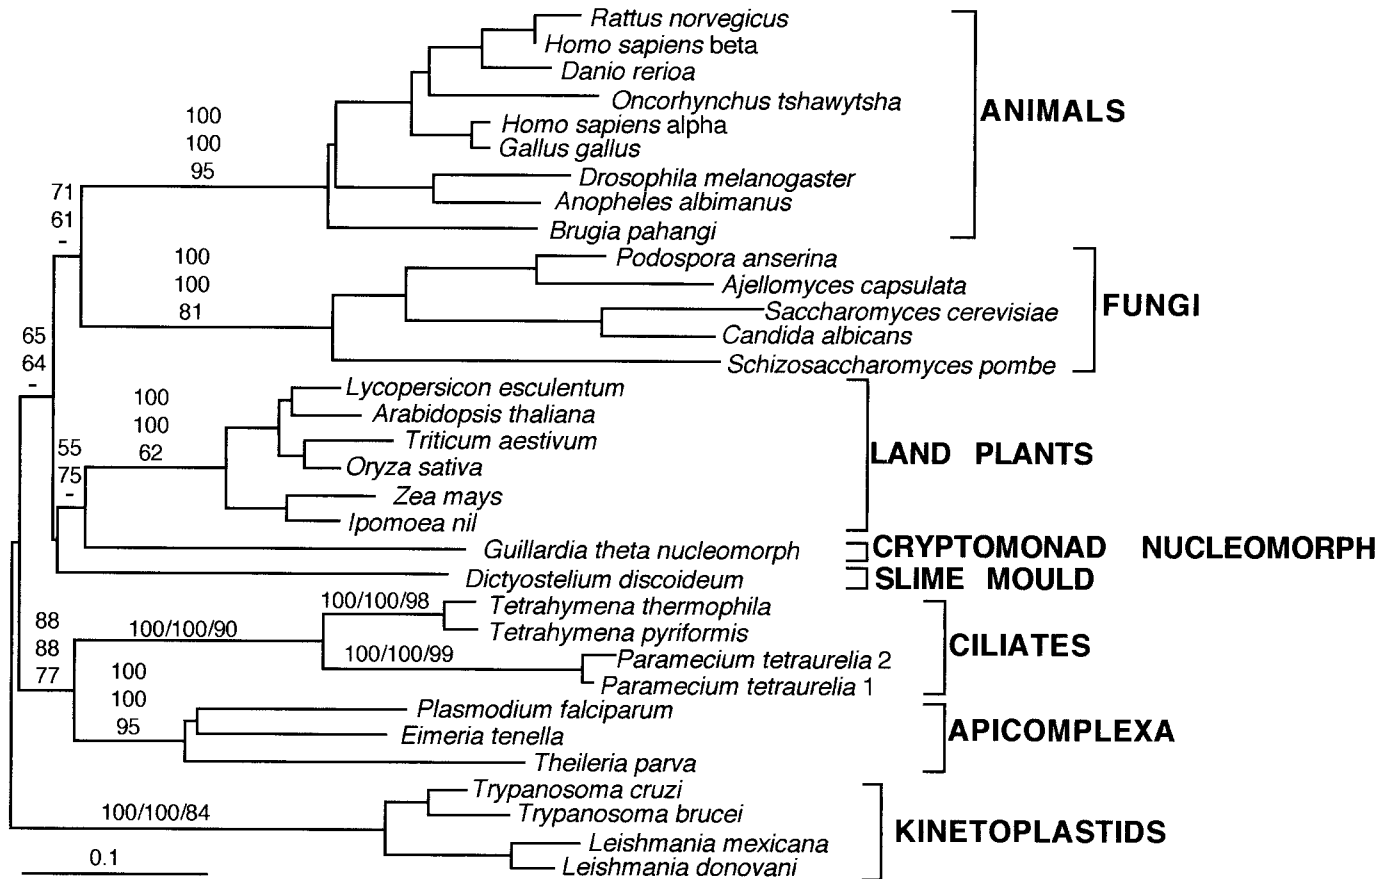 Rattus norvegicus
Homo sapiens beta
Danio rerioa
Oncorhynchus tshawytsha
Homo sapiens alpha
Gallus gallus
Drosophila melanogaster
Anopheles albimanus
Brugia pahangi
ANIMALS
100
100
95
71
61
-
Podospora anserina
Ajellomyces capsulata
Saccharomyces cerevisiae
Candida albicans
Schizosaccharomyces pombe
FUNGI
100
100
81
65
64
-
Lycopersicon esculentum
Arabidopsis thaliana
Triticum aestivum
Oryza sativa
Zea mays
Ipomoea nil
LAND PLANTS
100
100
62
55
75
-
Guillardia theta nucleomorph
CRYPTOMONAD NUCLEOMORPH
Dictyostelium discoideum
SLIME MOULD
100/100/98
Tetrahymena thermophila
Tetrahymena pyriformis
100/100/90
100/100/99
Paramecium tetraurelia 2
Paramecium tetraurelia 1
CILIATES
88
88
77
100
100
95
Plasmodium falciparum
Eimeria tenella
Theileria parva
APICOMPLEXA
100/100/84
Trypanosoma cruzi
Trypanosoma brucei
Leishmania mexicana
Leishmania donovani
KINETOPLASTIDS
0.1